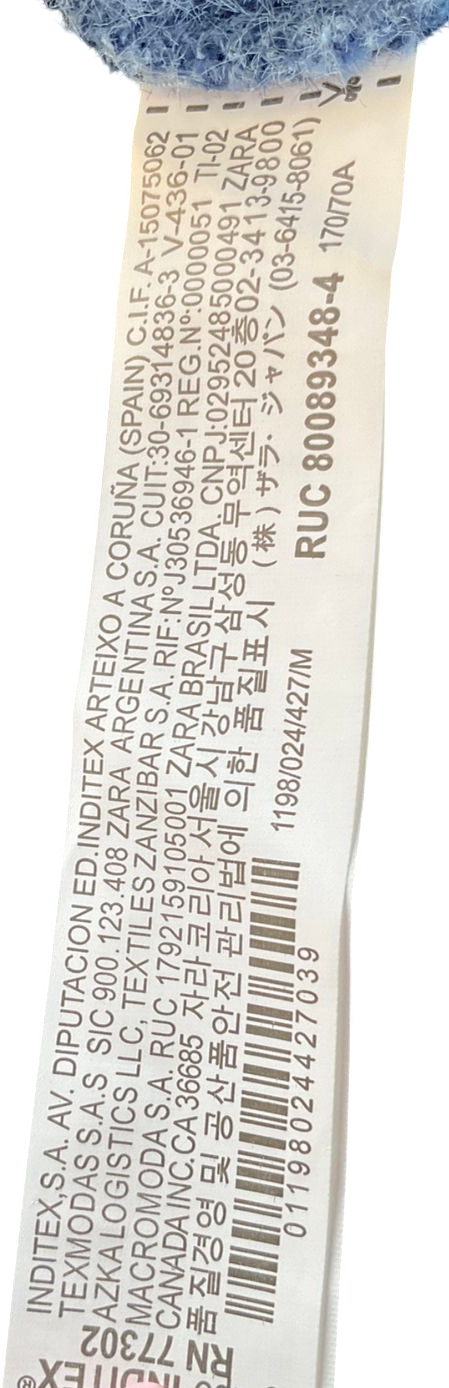 INDITEX,S.A. AV. DIPUTACION ED.INDITEX ARTEIXO A CORUÑA (SPAIN) C.I.F. A-15075062
TEXMODAS S.A.S SIC 900.123.408 ZARA ARGENTINA S.A. CUIT:30-69314836-3 V-436-01
AZKALOGISTICS LLC, TEXTILES ZANZIBAR S.A. RIF:NºJ30536946-1 REG.Nº:0000051 TI-02
MACROMODA S.A. RUC 1792159105001 ZARA BRASIL LTDA. CNPJ:02952485000491 ZARA
CANADA INC.CA 36685 자라코리아 서울시 강남구 삼성동 무역센터 20층 02-3413-9800
품질경영 및 공산품안전 관리법에 의한 품질표시 (株) ザラ・ジャパン (03-6415-8061)
1198/024/427/M RUC 80089348-4 170/70A
01198024427039
RN 77302
INDITEX®